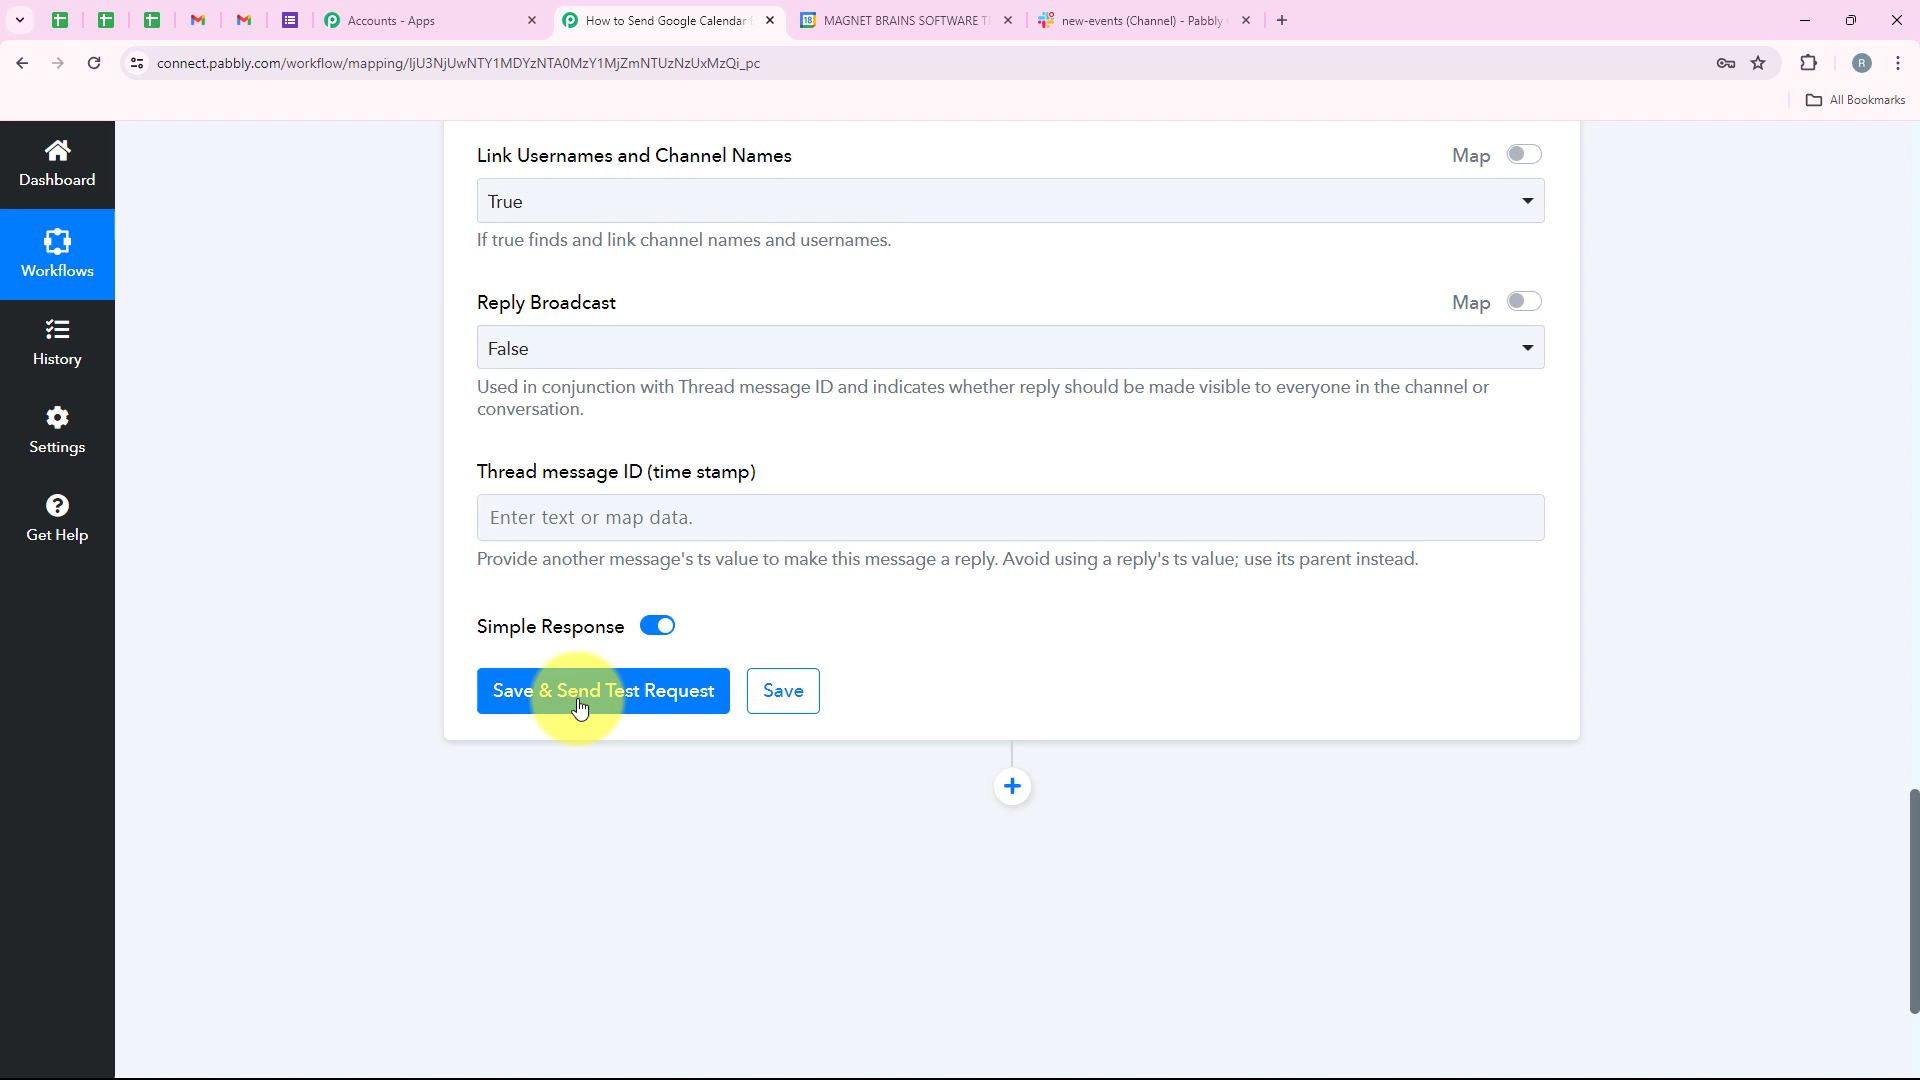 Accounts - Apps
How to Send Google Calendar
MAGNET BRAINS SOFTWARE TE
new-events (Channel) - Pabbly
connect.pabbly.com/workflow/mapping/IjU3NjUwNTY1MDYzNTA0MzY1MjZmNTUzNzUxMzQi_pc
R
All Bookmarks
Dashboard
Workflows
History
Settings
Get Help
Link Usernames and Channel Names
Map
True
If true finds and link channel names and usernames.
Reply Broadcast
Map
False
Used in conjunction with Thread message ID and indicates whether reply should be made visible to everyone in the channel or
conversation.
Thread message ID (time stamp)
Enter text or map data.
Provide another message's ts value to make this message a reply. Avoid using a reply's ts value; use its parent instead.
Simple Response
Save & Send Test Request
Save